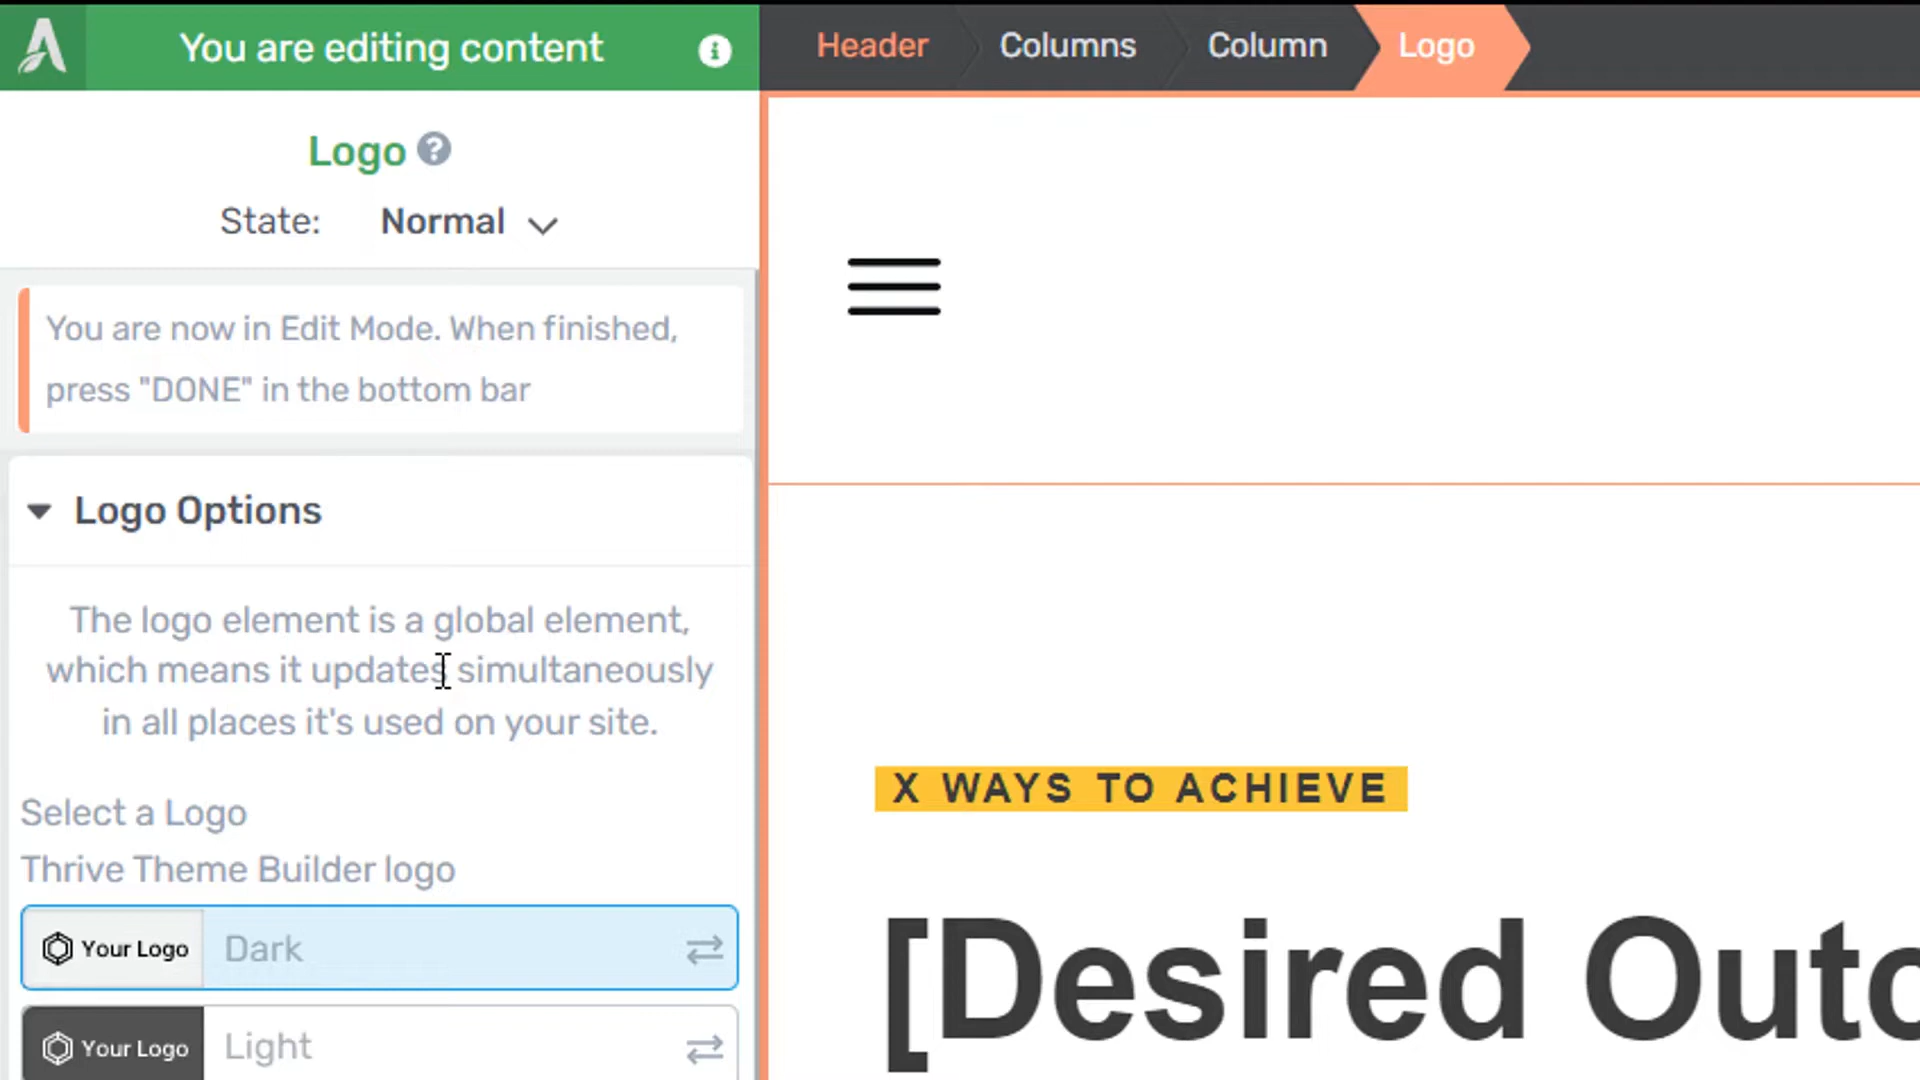 You are editing content
Header
Columns
Column
Logo
Logo
State:
Normal
You are now in Edit Mode. When finished,
press "DONE" in the bottom bar
Logo Options
The logo element is a global element,
which means it updates simultaneously
in all places it's used on your site.
Select a Logo
Thrive Theme Builder logo
Your Logo
Dark
Your Logo
Light
X WAYS TO ACHIEVE
[Desired